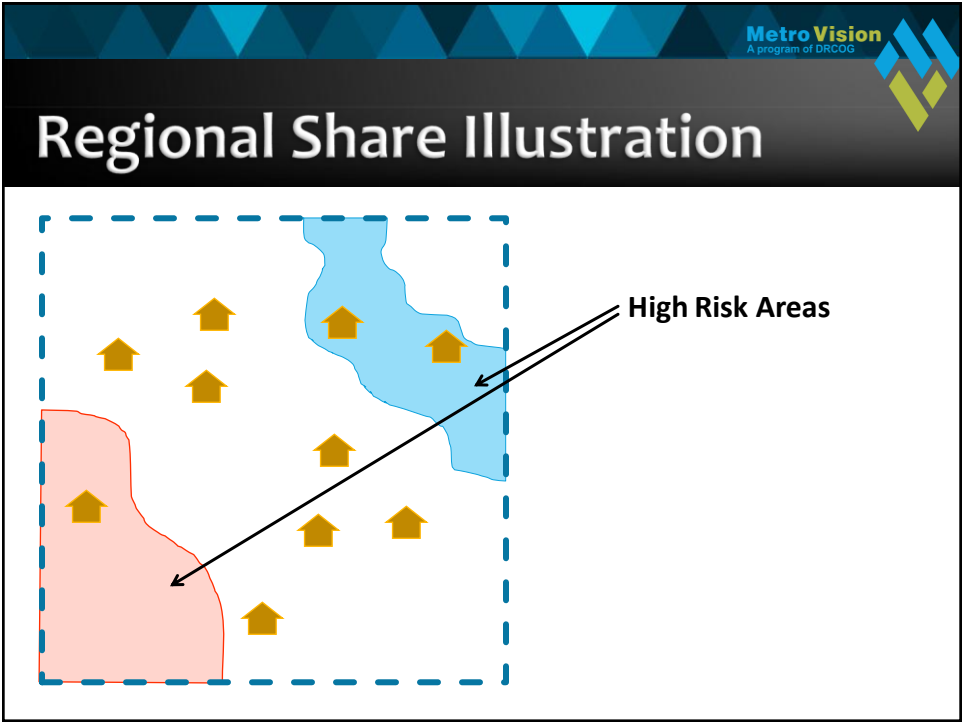 Metro Vision
A program of DRCOG
Regional Share Illustration
High Risk Areas